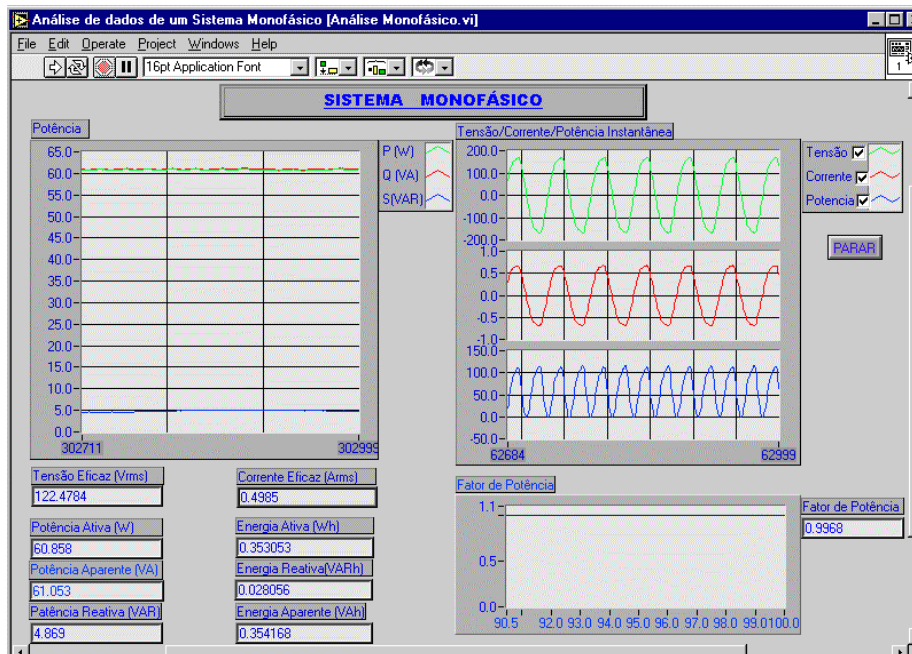 Análise de dados de um Sistema Monofásico [Análise Monofásico.vi]
File Edit Operate Project Windows Help
16pt Application Font
1
SISTEMA MONOFÁSICO
Potência
65.0
60.0
55.0
50.0
45.0
40.0
35.0
30.0
25.0
20.0
15.0
10.0
5.0
0.0
302711 302999
P (W)
Q (VA)
S(VAR)
Tensão/Corrente/Potência Instantânea
200.0
100.0
0.0
-100.0
-200.0
1.0
0.5
0.0
-0.5
-1.0
150.0
100.0
50.0
0.0
-50.0
62684 62999
Tensão
Corrente
Potencia
PARAR
Tensão Eficaz (Vrms)
122.4784
Corrente Eficaz (Arms)
0.4985
Potência Ativa (W)
60.858
Energia Ativa (Wh)
0.353053
Potência Aparente (VA)
61.053
Energia Reativa(VARh)
0.028056
Patência Reativa (VAR)
4.869
Energia Aparente (VAh)
0.354168
Fator de Potência
1.1
0.5
0.0
90.5 92.0 93.0 94.0 95.0 96.0 97.0 98.0 99.0100.0
Fator de Potência
0.9968